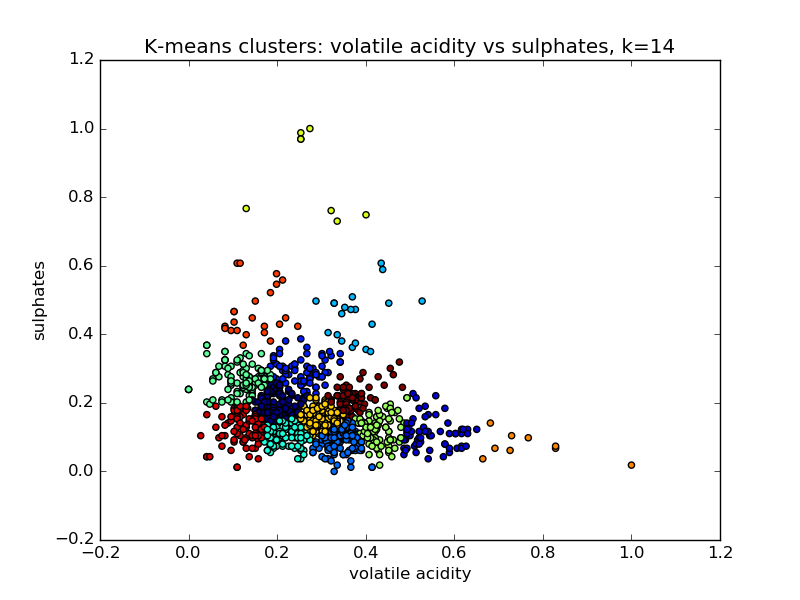 K-means clusters: volatile acidity vs sulphates, k=14
1.2
1.0
0.8
0.6
0.4
0.2
0.0
−0.2
sulphates
−0.2 0.0 0.2 0.4 0.6 0.8 1.0 1.2
volatile acidity